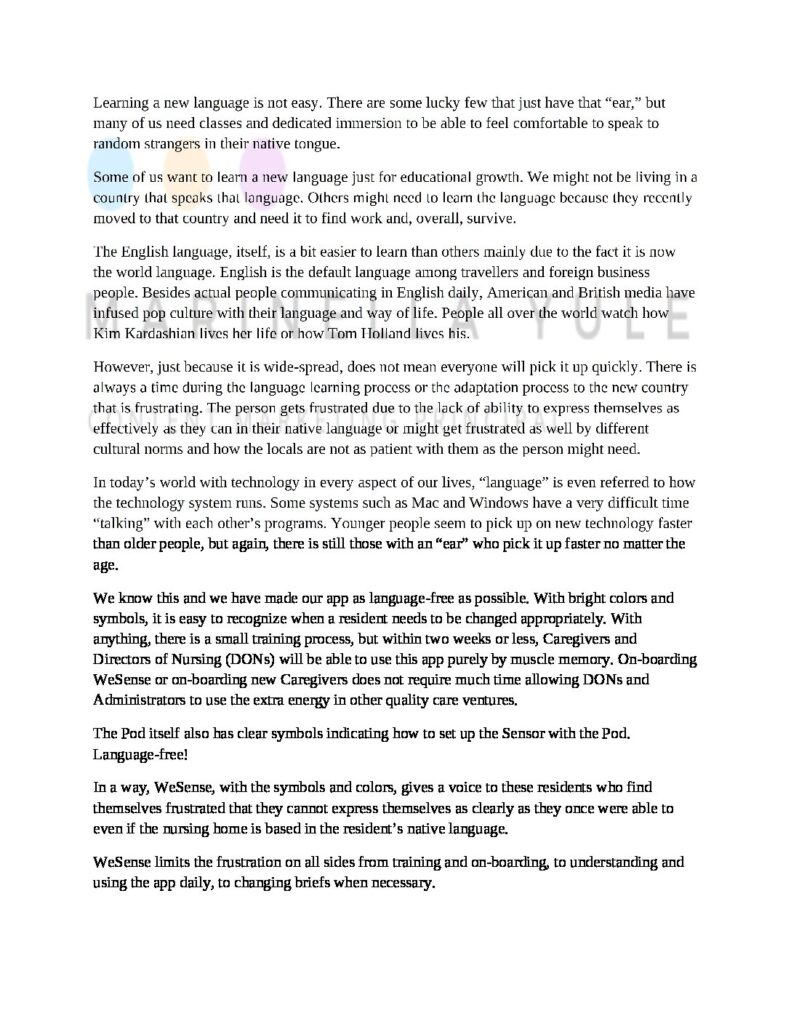 Learning a new language is not easy. There are some lucky few that just have that “ear,” but
many of us need classes and dedicated immersion to be able to feel comfortable to speak to
random strangers in their native tongue.
Some of us want to learn a new language just for educational growth. We might not be living in a
country that speaks that language. Others might need to learn the language because they recently
moved to that country and need it to find work and, overall, survive.
The English language, itself, is a bit easier to learn than others mainly due to the fact it is now
the world language. English is the default language among travellers and foreign business
people. Besides actual people communicating in English daily, American and British media have
infused pop culture with their language and way of life. People all over the world watch how
MARINELLA YULE
Kim Kardashian lives her life or how Tom Holland lives his.
However, just because it is wide-spread, does not mean everyone will pick it up quickly. There is
always a time during the language learning process or the adaptation process to the new country
that is frustrating. The person gets frustrated due to the lack of ability to express themselves as
CONTENT MARKETING PRINCIPAL
effectively as they can in their native language or might get frustrated as well by different
cultural norms and how the locals are not as patient with them as the person might need.
In today’s world with technology in every aspect of our lives, “language” is even referred to how
the technology system runs. Some systems such as Mac and Windows have a very difficult time
“talking” with each other’s programs. Younger people seem to pick up on new technology faster
than older people, but again, there is still those with an “ear” who pick it up faster no matter the
age.
We know this and we have made our app as language-free as possible. With bright colors and
symbols, it is easy to recognize when a resident needs to be changed appropriately. With
anything, there is a small training process, but within two weeks or less, Caregivers and
Directors of Nursing (DONs) will be able to use this app purely by muscle memory. On-boarding
WeSense or on-boarding new Caregivers does not require much time allowing DONs and
Administrators to use the extra energy in other quality care ventures.
The Pod itself also has clear symbols indicating how to set up the Sensor with the Pod.
Language-free!
In a way, WeSense, with the symbols and colors, gives a voice to these residents who find
themselves frustrated that they cannot express themselves as clearly as they once were able to
even if the nursing home is based in the resident’s native language.
WeSense limits the frustration on all sides from training and on-boarding, to understanding and
using the app daily, to changing briefs when necessary.